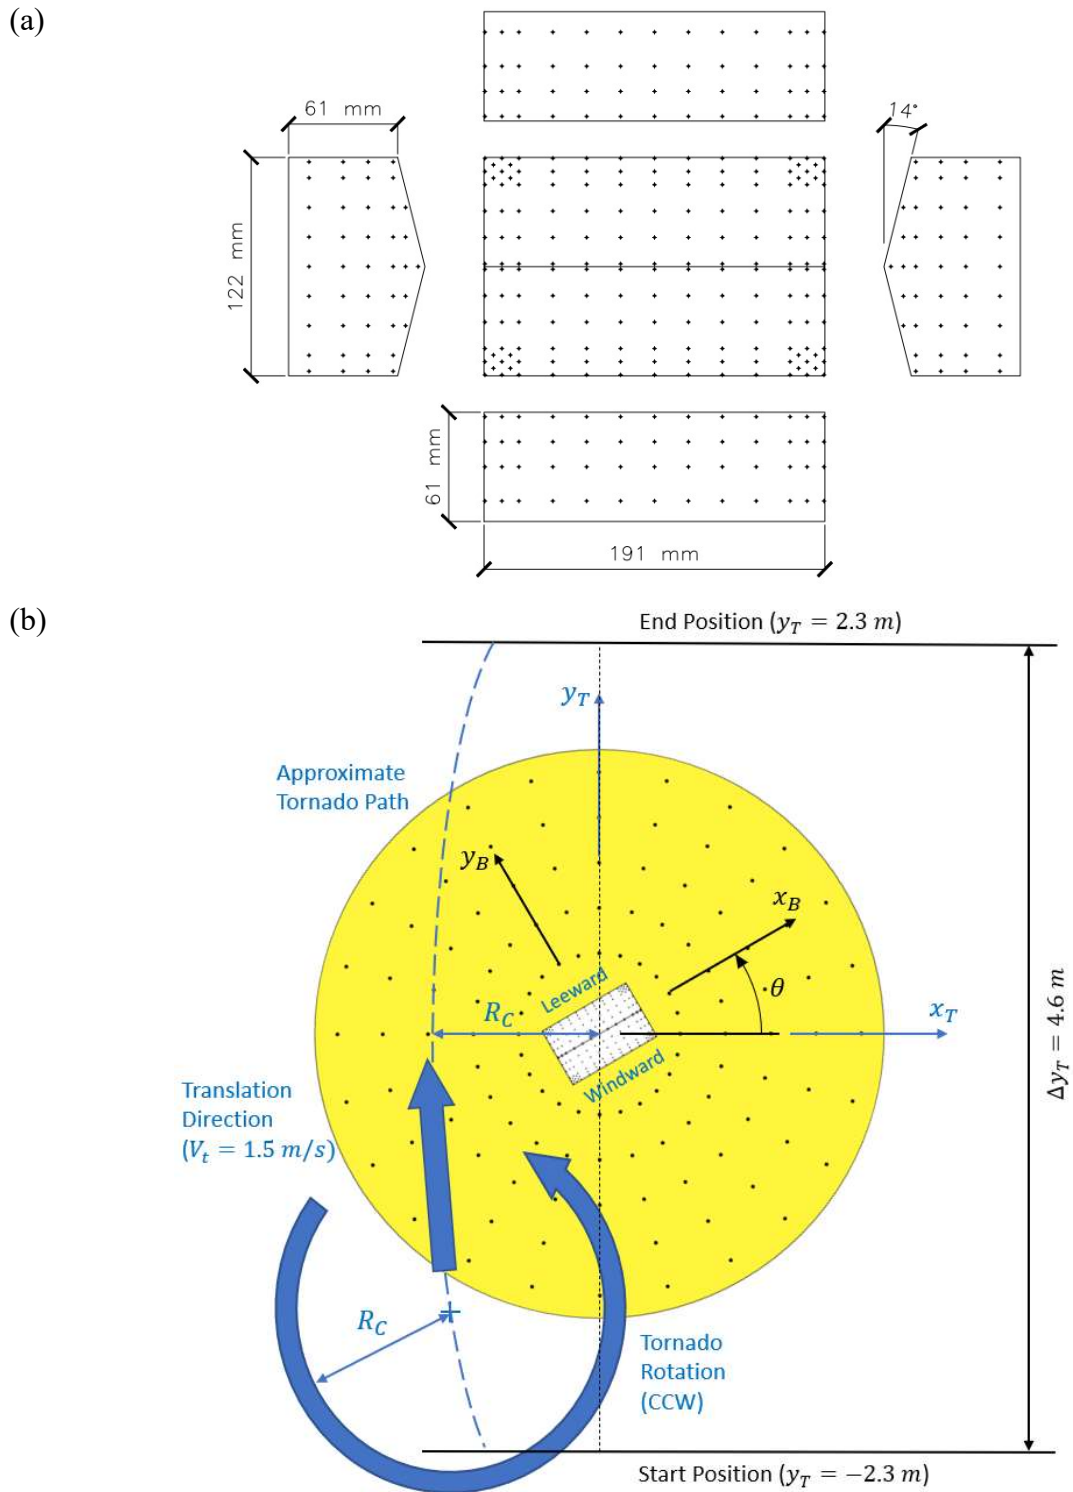 (a)
61 mm
14°
122 mm
61 mm
191 mm
(b)
End Position (y_T = 2.3 m)
y_T
Approximate
Tornado Path
y_B
x_B
Leeward
θ
R_C
x_T
Windward
Δy_T = 4.6 m
Translation
Direction
(V_t = 1.5 m/s)
R_C
Tornado
Rotation
(CCW)
Start Position (y_T = −2.3 m)